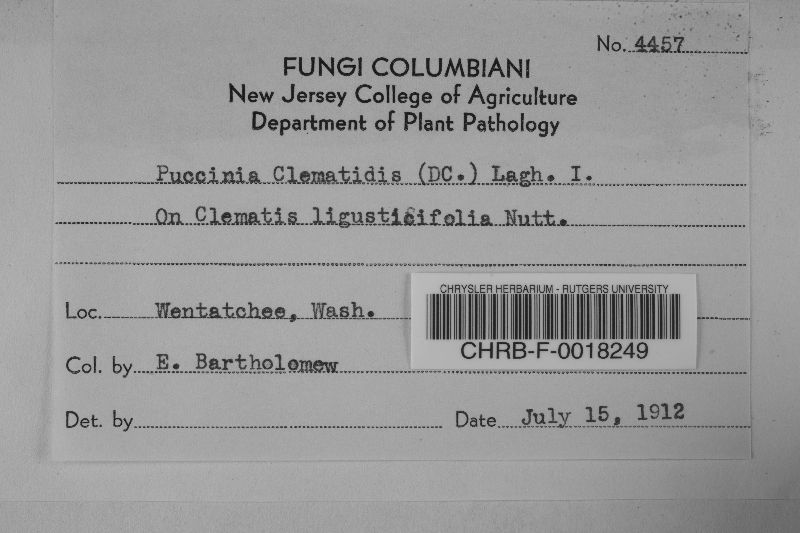 No. 4457
FUNGI COLUMBIANI
New Jersey College of Agriculture
Department of Plant Pathology
Puccinia Clematidis (DC.) Lagh. I.
On Clematis ligusticifolia Nutt.
Loc. Wentatchee, Wash.
CHRYSLER HERBARIUM - RUTGERS UNIVERSITY
CHRB-F-0018249
Col. by E. Bartholomew
Det. by Date July 15, 1912